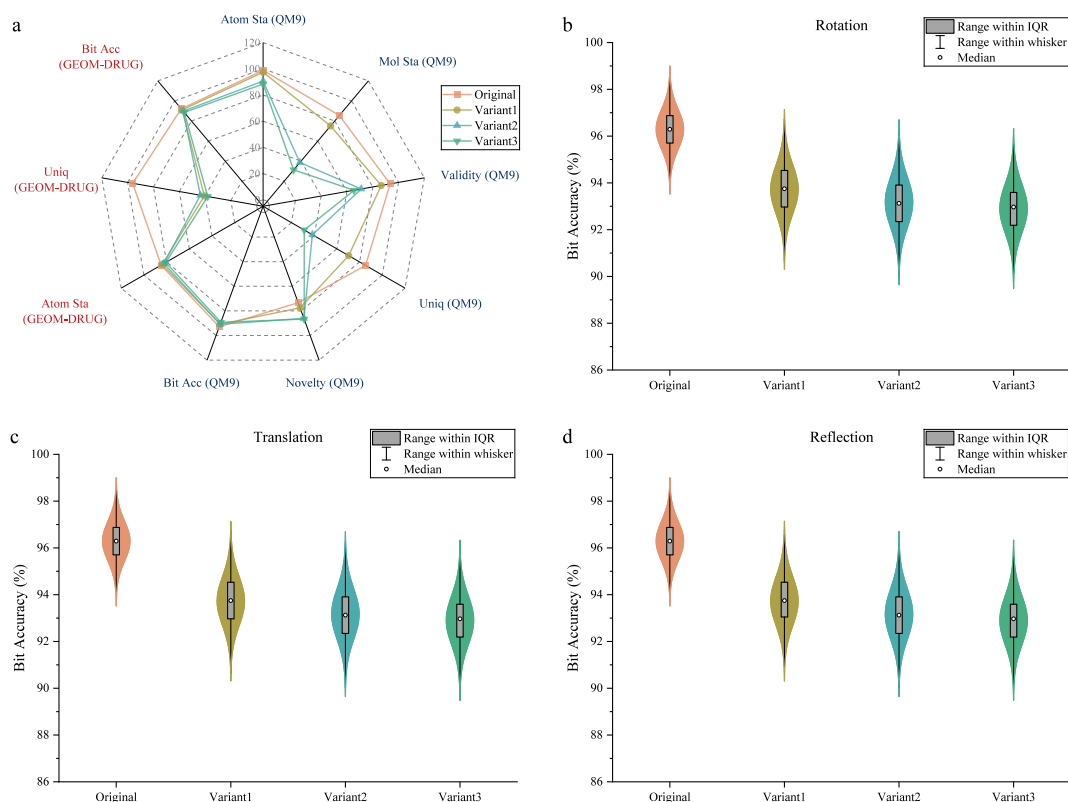 a
Atom Sta (QM9)
Mol Sta (QM9)
Validity (QM9)
Uniq (QM9)
Novelty (QM9)
Bit Acc (QM9)
Atom Sta
(GEOM-DRUG)
Uniq
(GEOM-DRUG)
Bit Acc
(GEOM-DRUG)
120
100
80
60
40
20
0
Original
Variant1
Variant2
Variant3
b
Rotation
Range within IQR
Range within whisker
Median
Bit Accuracy (%)
100
98
96
94
92
90
88
86
Original Variant1 Variant2 Variant3
c
Translation
Range within IQR
Range within whisker
Median
Bit Accuracy (%)
100
98
96
94
92
90
88
86
Original Variant1 Variant2 Variant3
d
Reflection
Range within IQR
Range within whisker
Median
Bit Accuracy (%)
100
98
96
94
92
90
88
86
Original Variant1 Variant2 Variant3